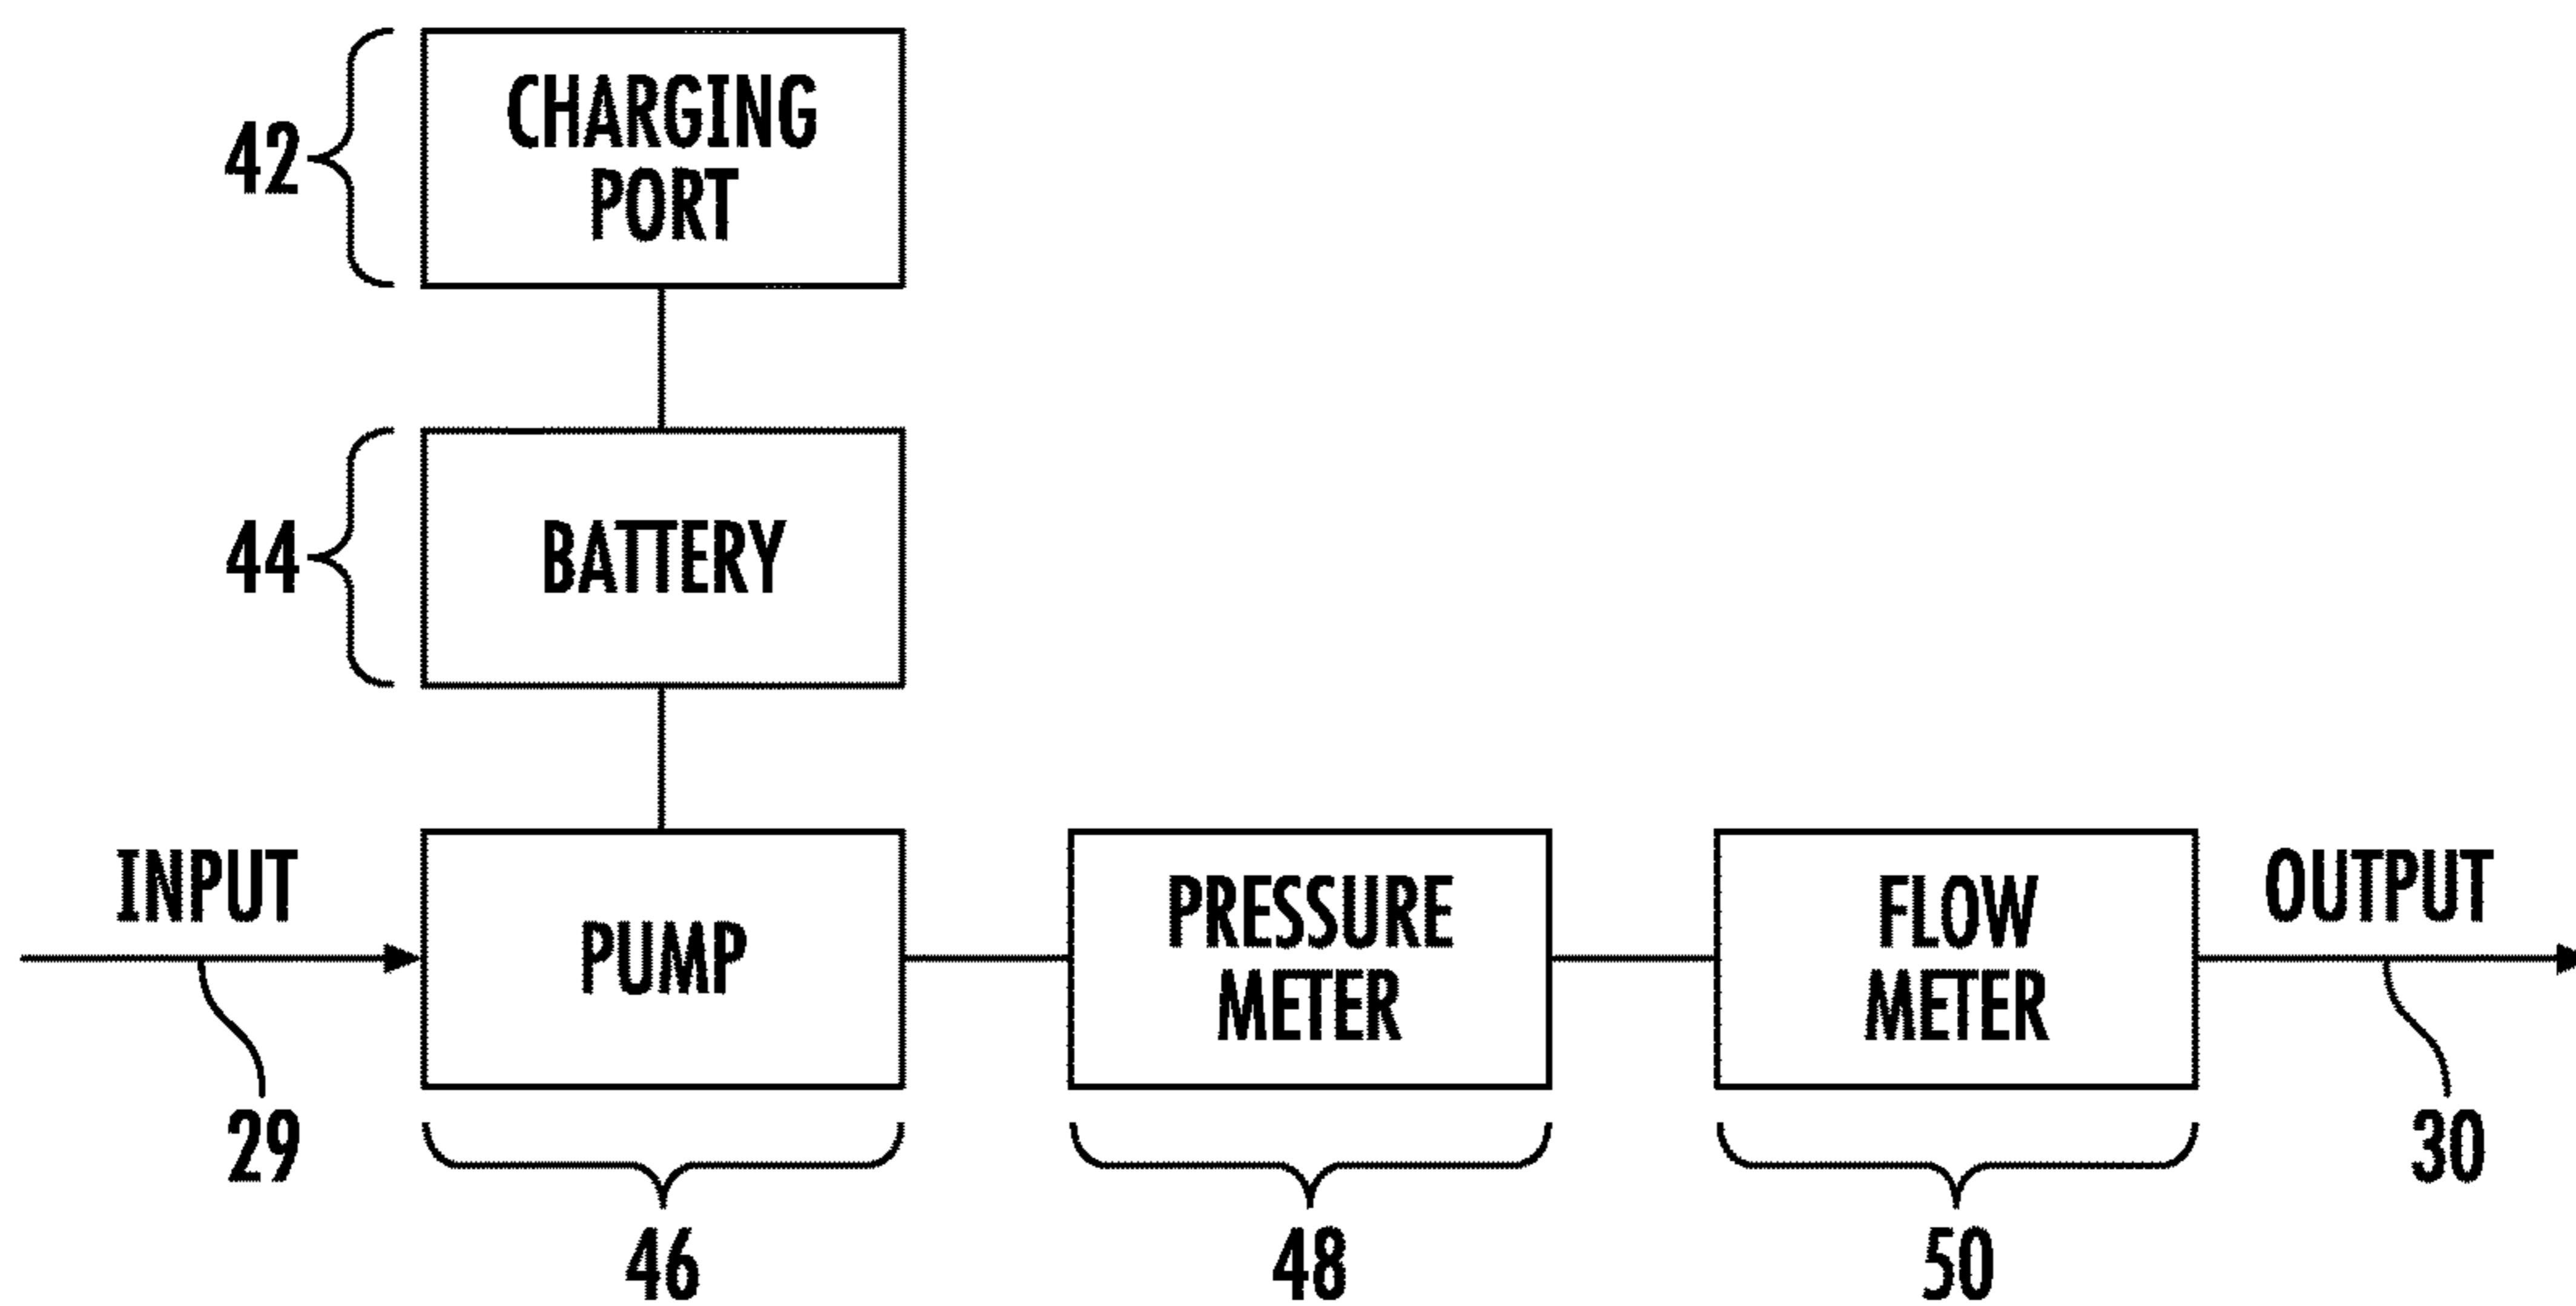 CHARGING
PORT
42
BATTERY
44
INPUT
PUMP
PRESSURE
METER
FLOW
METER
OUTPUT
29
30
46
48
50